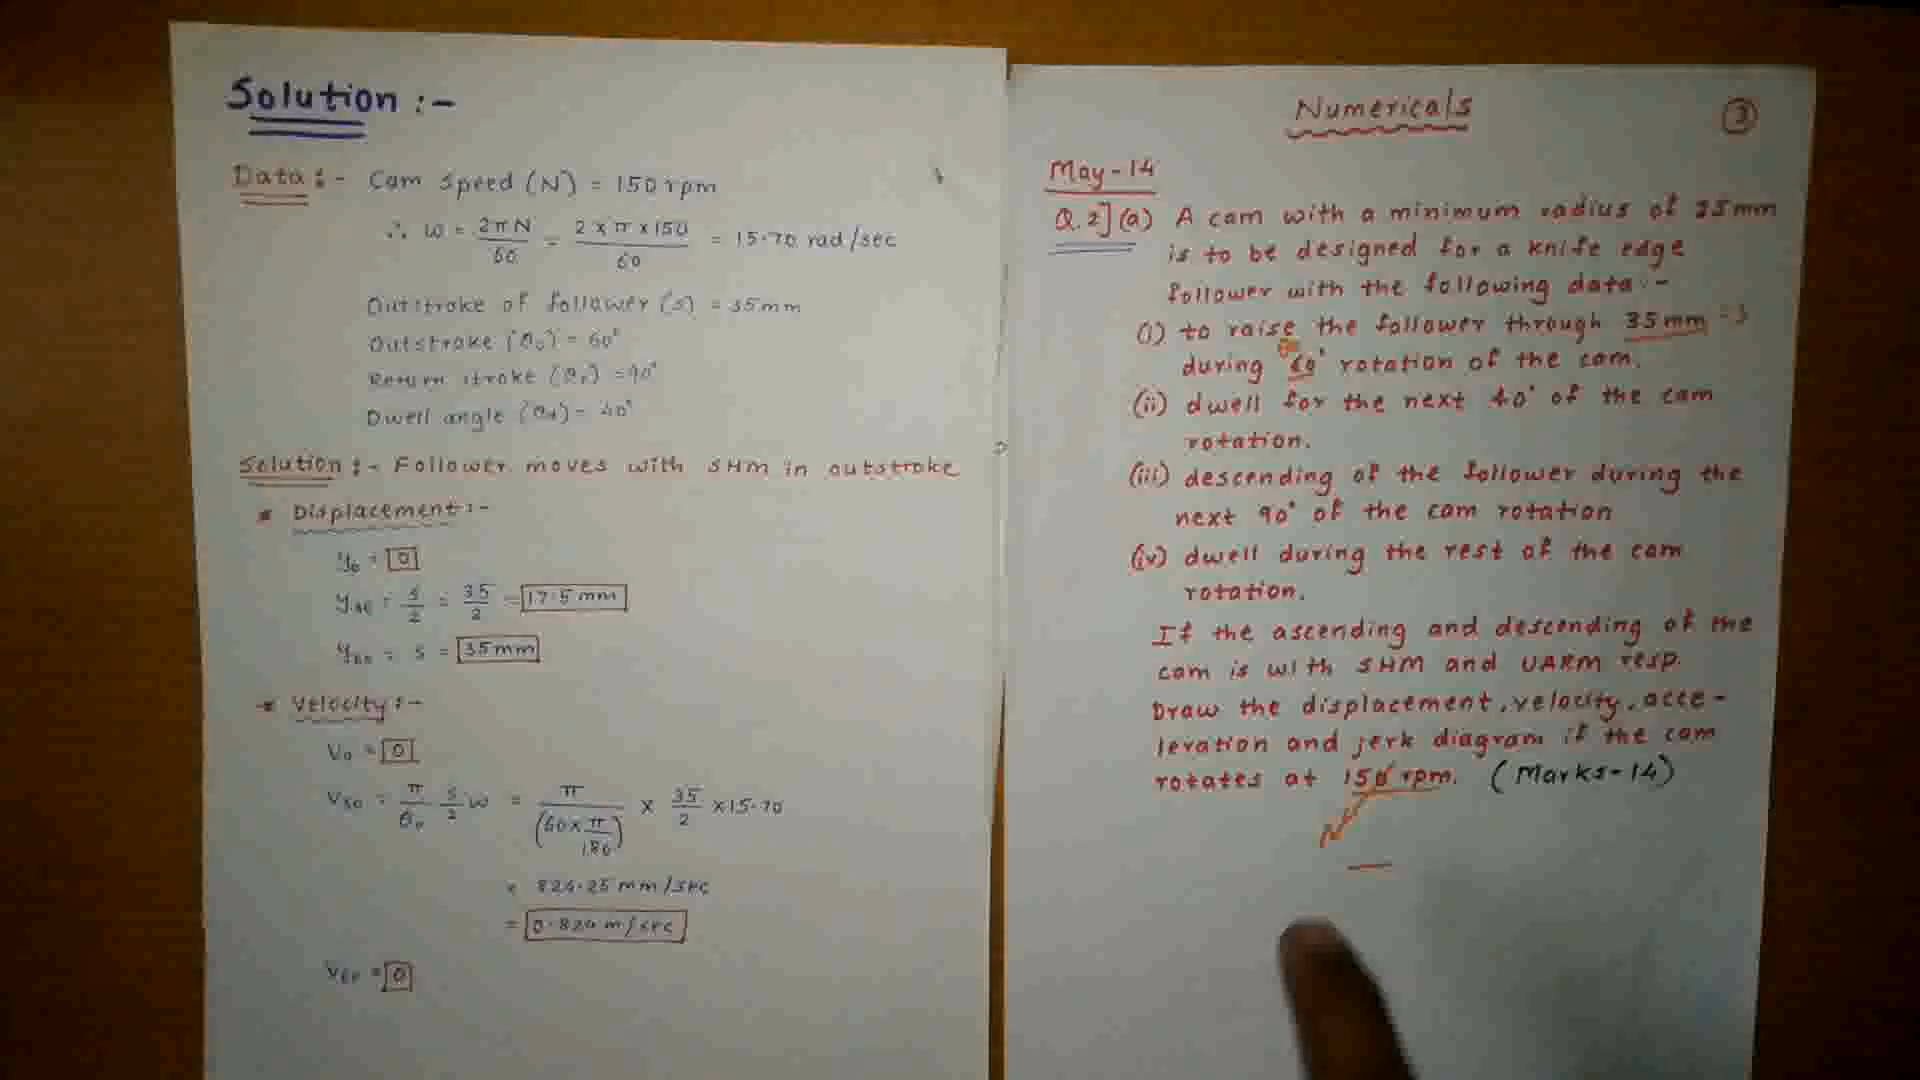 Solution :-
Data :- Cam speed (N) = 150 rpm
∴ W = 2πN/60 = 2 x π x 150/60 = 15.70 rad/sec
Outstroke of follower (s) = 35mm
Outstroke (θo) = 60°
Return stroke (θr) = 90°
Dwell angle (θd) = 40°
Solution :- Follower moves with SHM in outstroke
* Displacement :-
y0 = 0
y30 = s/2 = 35/2 = 17.5 mm
y60 = s = 35mm
* Velocity :-
V0 = 0
V30 = π/θo s/2 w = π/(60 x π/180) x 35/2 x 15.70
= 824.25 mm/sec
= 0.824 m/sec
V60 = 0
Numericals
3
May-14
Q.2] (a) A cam with a minimum radius of 25mm
is to be designed for a knife edge
follower with the following data:-
(i) to raise the follower through 35mm = s
during 60° rotation of the cam.
(ii) dwell for the next 40° of the cam
rotation.
(iii) descending of the follower during the
next 90° of the cam rotation
(iv) dwell during the rest of the cam
rotation.
If the ascending and descending of the
cam is with SHM and UARM resp.
Draw the displacement, velocity, acce-
leration and jerk diagram if the cam
rotates at 150 rpm. (Marks-14)
N